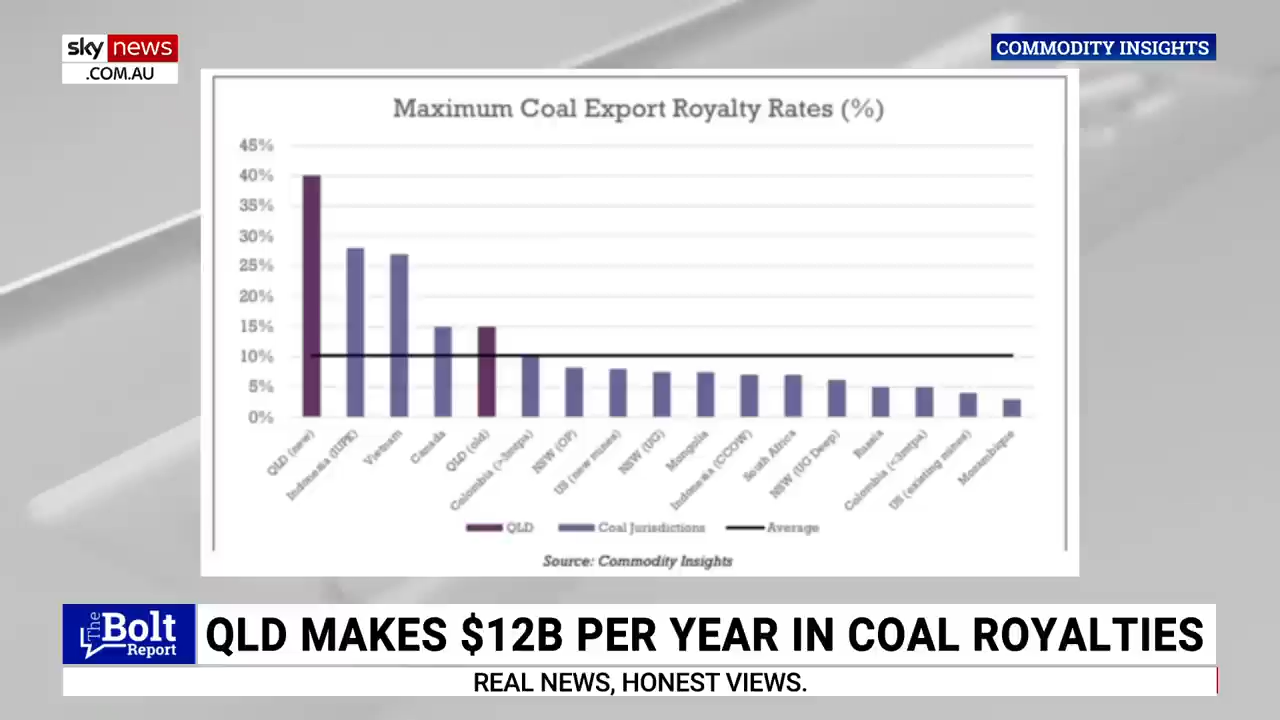 sky news
.COM.AU
COMMODITY INSIGHTS
Maximum Coal Export Royalty Rates (%)
45%
40%
35%
30%
25%
20%
15%
10%
5%
0%
QLD (new)
Indonesia (IUPK)
Vietnam
Canada
QLD (old)
Colombia (>3mtpa)
NSW (OP)
US (new mines)
NSW (UG)
Mongolia
Indonesia (CCOW)
South Africa
NSW (UG Deep)
Russia
Colombia (<3mtpa)
US (existing mines)
Mozambique
QLD Coal Jurisdictions Average
Source: Commodity Insights
The Bolt Report
QLD MAKES $12B PER YEAR IN COAL ROYALTIES
REAL NEWS, HONEST VIEWS.